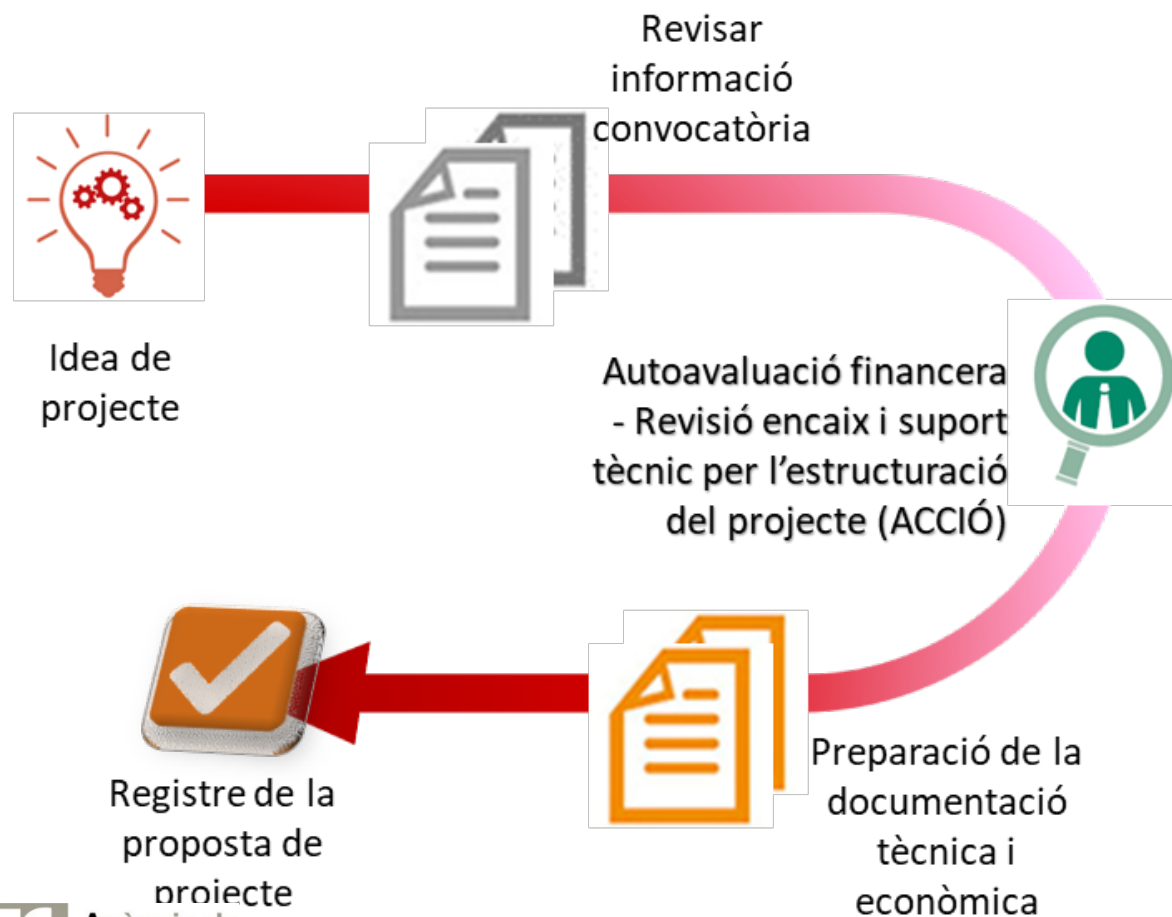 Revisar
informació
convocatòria
Idea de
projecte
Autoavaluació financera
- Revisió encaix i suport
tècnic per l'estructuració
del projecte (ACCIÓ)
Preparació de la
documentació
tècnica i
econòmica
Registre de la
proposta de
projecte